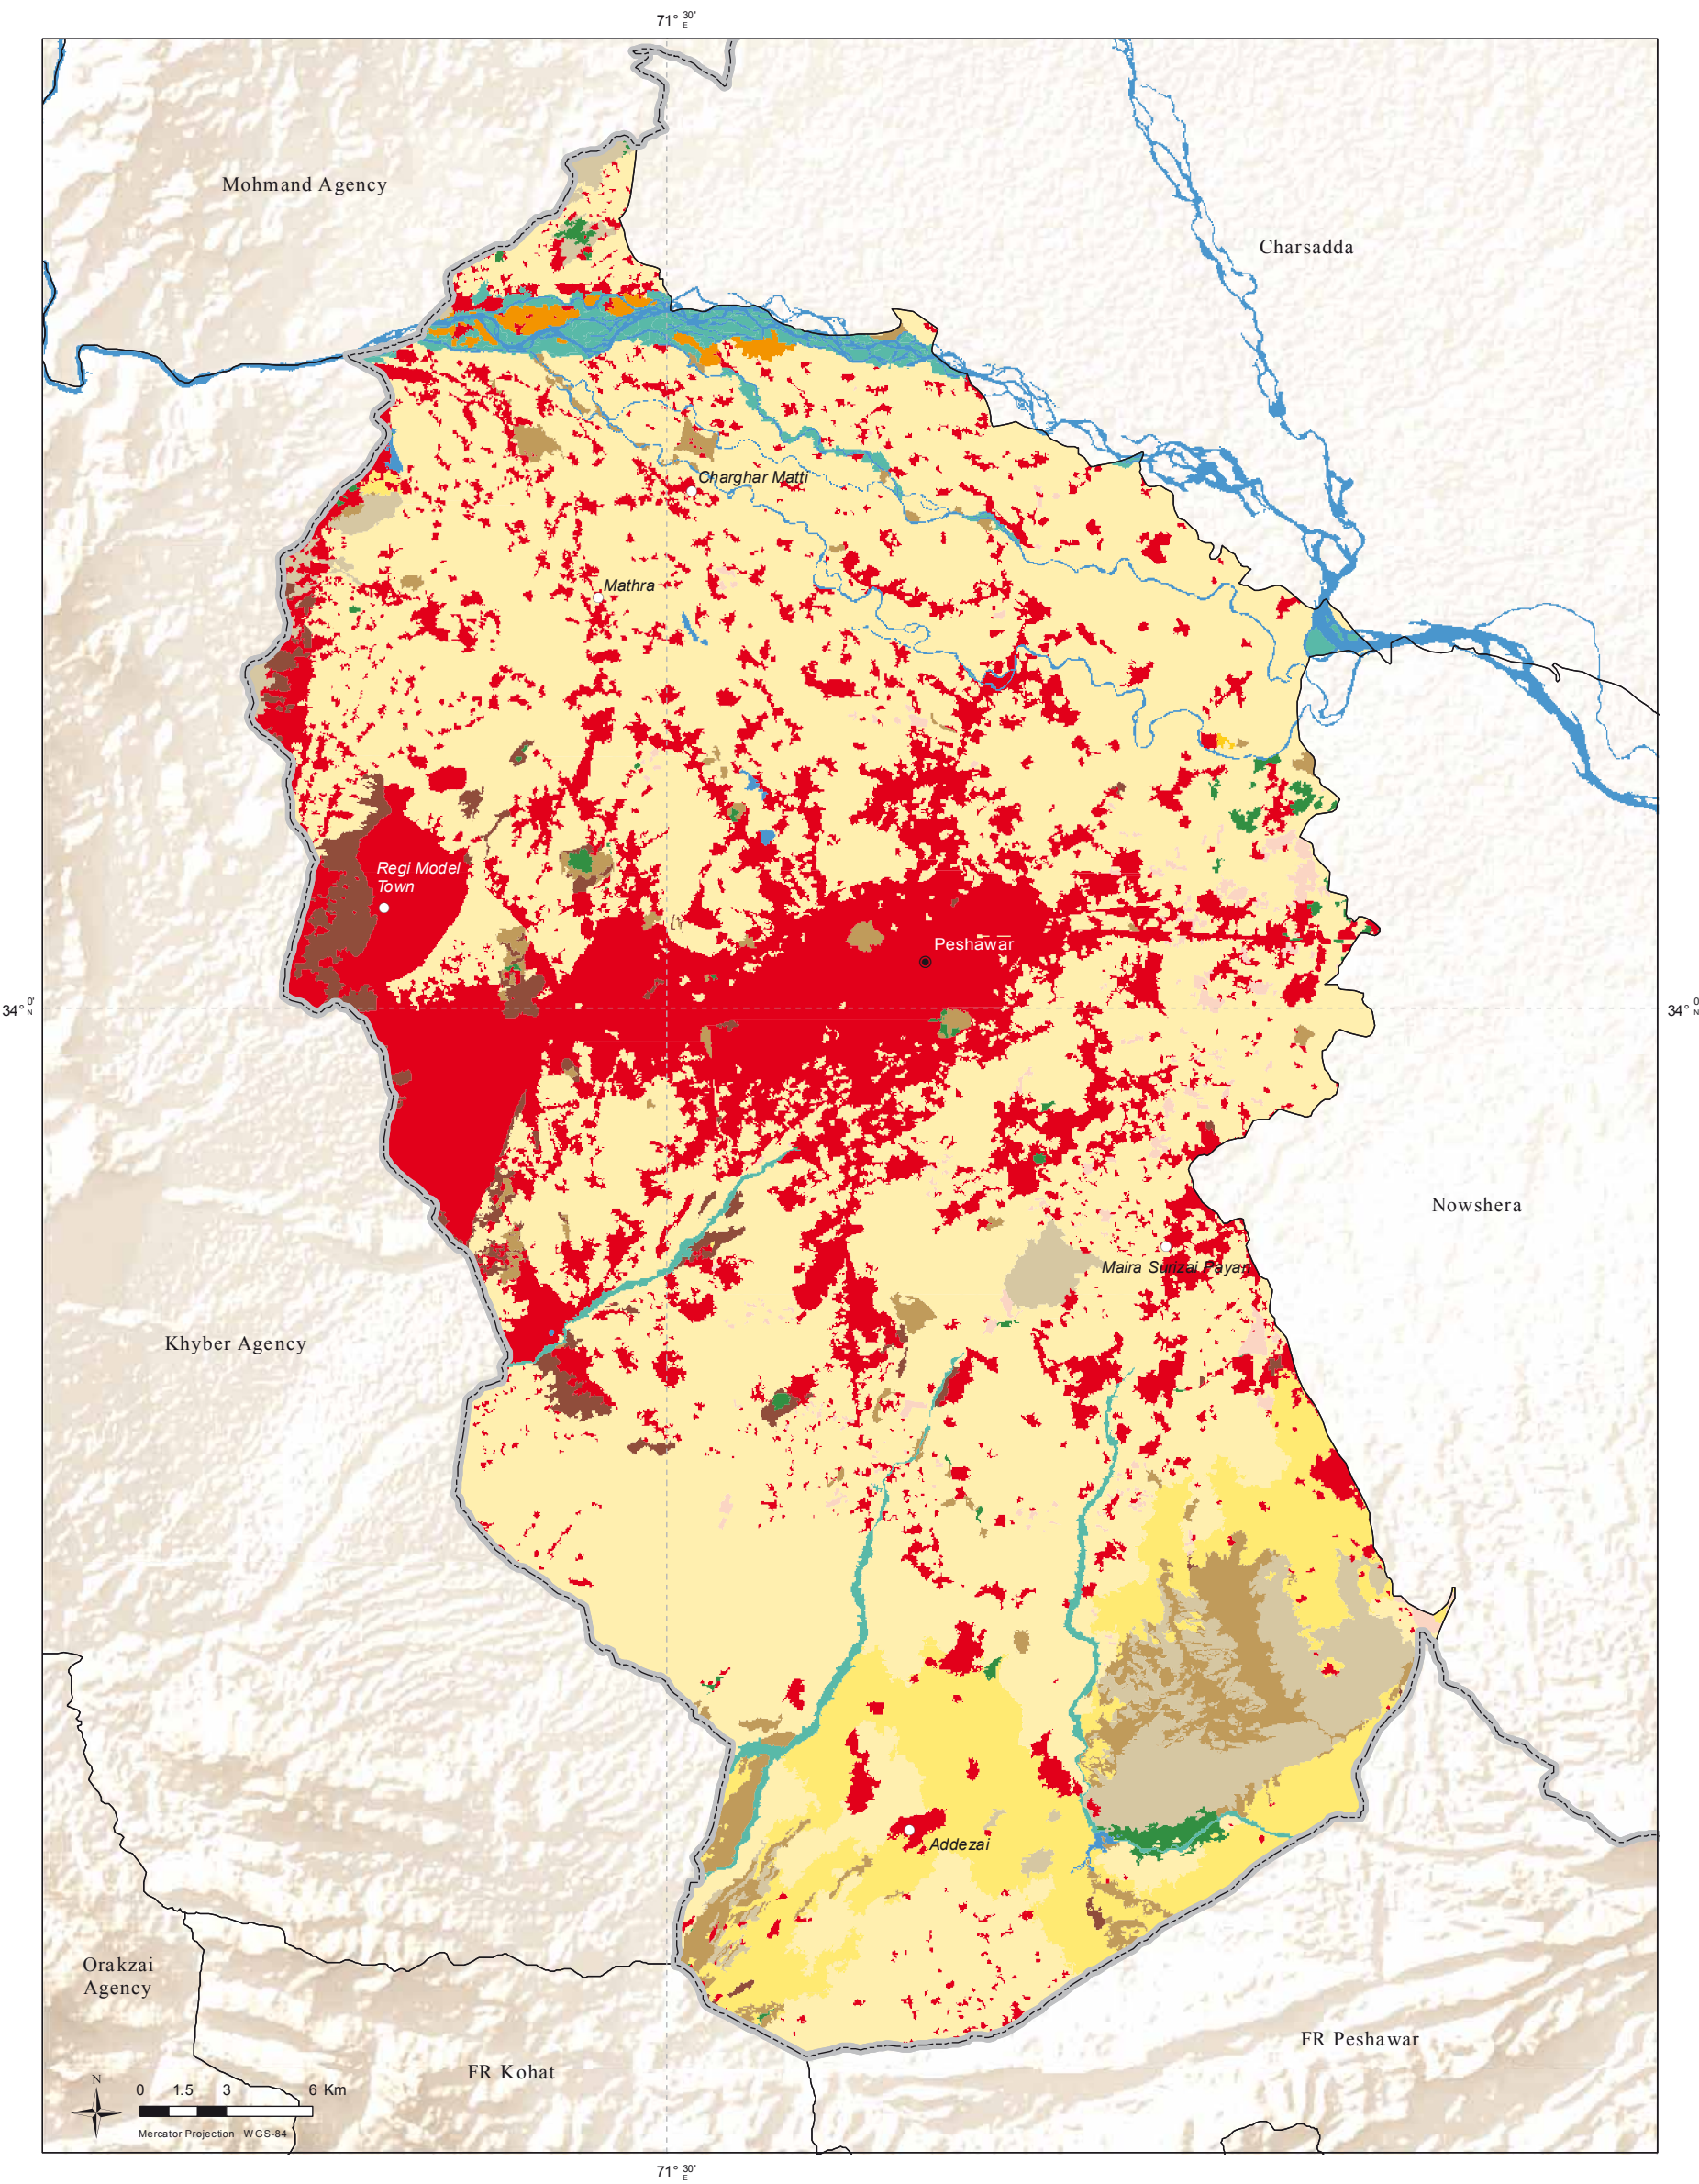 71° 30' E
Mohmand Agency
Charsadda
Charghar Matti
Mathra
Regi Model
Town
Peshawar
34° 0' N
34° 0 N
Nowshera
Maira Surizai Payan
Khyber Agency
Addezai
Orakzai
Agency
FR Peshawar
FR Kohat
N
0 1.5 3 6 Km
Mercator Projection WGS-84
71° 30' E